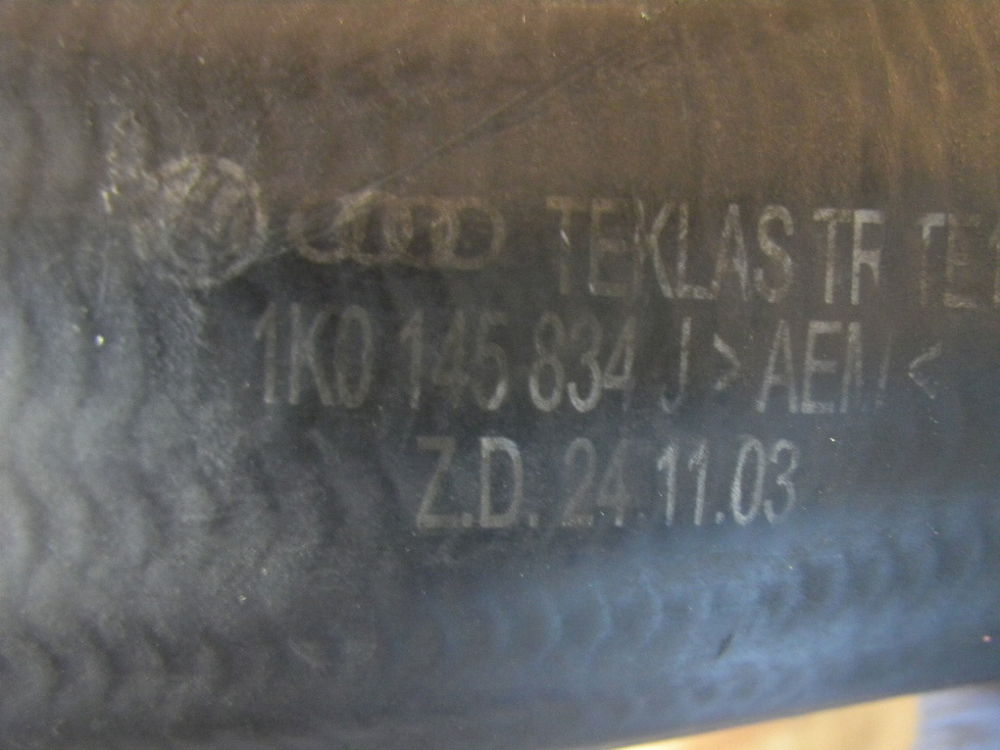 TEKLAS TR
1K0 145 834 J >AEM<
Z.D. 24.11.03